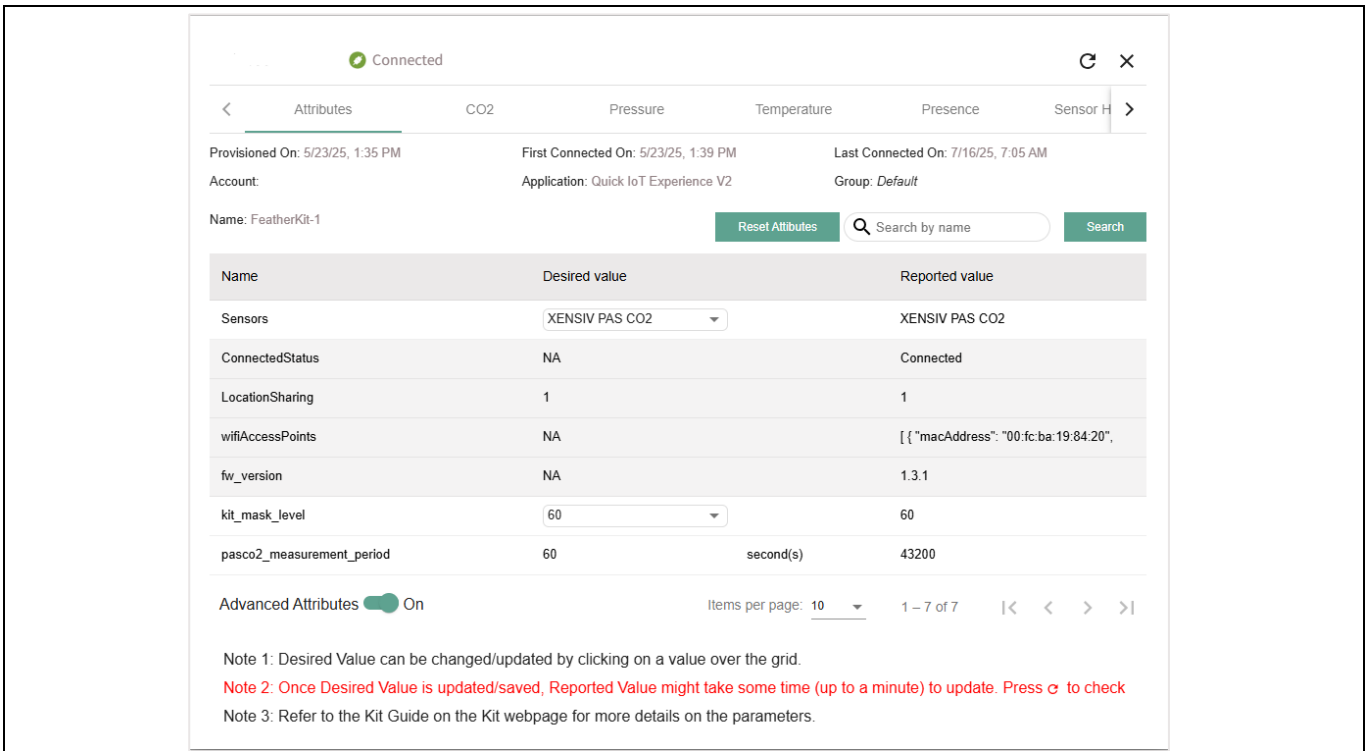 Connected
Attributes CO2 Pressure Temperature Presence Sensor H
Provisioned On: 5/23/25, 1:35 PM First Connected On: 5/23/25, 1:39 PM Last Connected On: 7/16/25, 7:05 AM
Account: Application: Quick IoT Experience V2 Group: Default
Name: FeatherKit-1 Reset Attibutes Search by name Search
Name Desired value Reported value
Sensors XENSIV PAS CO2 XENSIV PAS CO2
ConnectedStatus NA Connected
LocationSharing 1 1
wifiAccessPoints NA [ { "macAddress": "00:fc:ba:19:84:20",
fw_version NA 1.3.1
kit_mask_level 60 60
pasco2_measurement_period 60 second(s) 43200
Advanced Attributes On Items per page: 10 1 – 7 of 7
Note 1: Desired Value can be changed/updated by clicking on a value over the grid.
Note 2: Once Desired Value is updated/saved, Reported Value might take some time (up to a minute) to update. Press to check
Note 3: Refer to the Kit Guide on the Kit webpage for more details on the parameters.